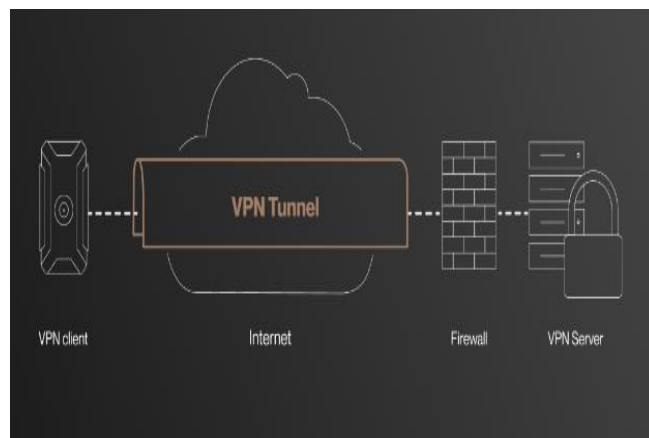 VPN Tunnel
VPN client
Internet
Firewall
VPN Server